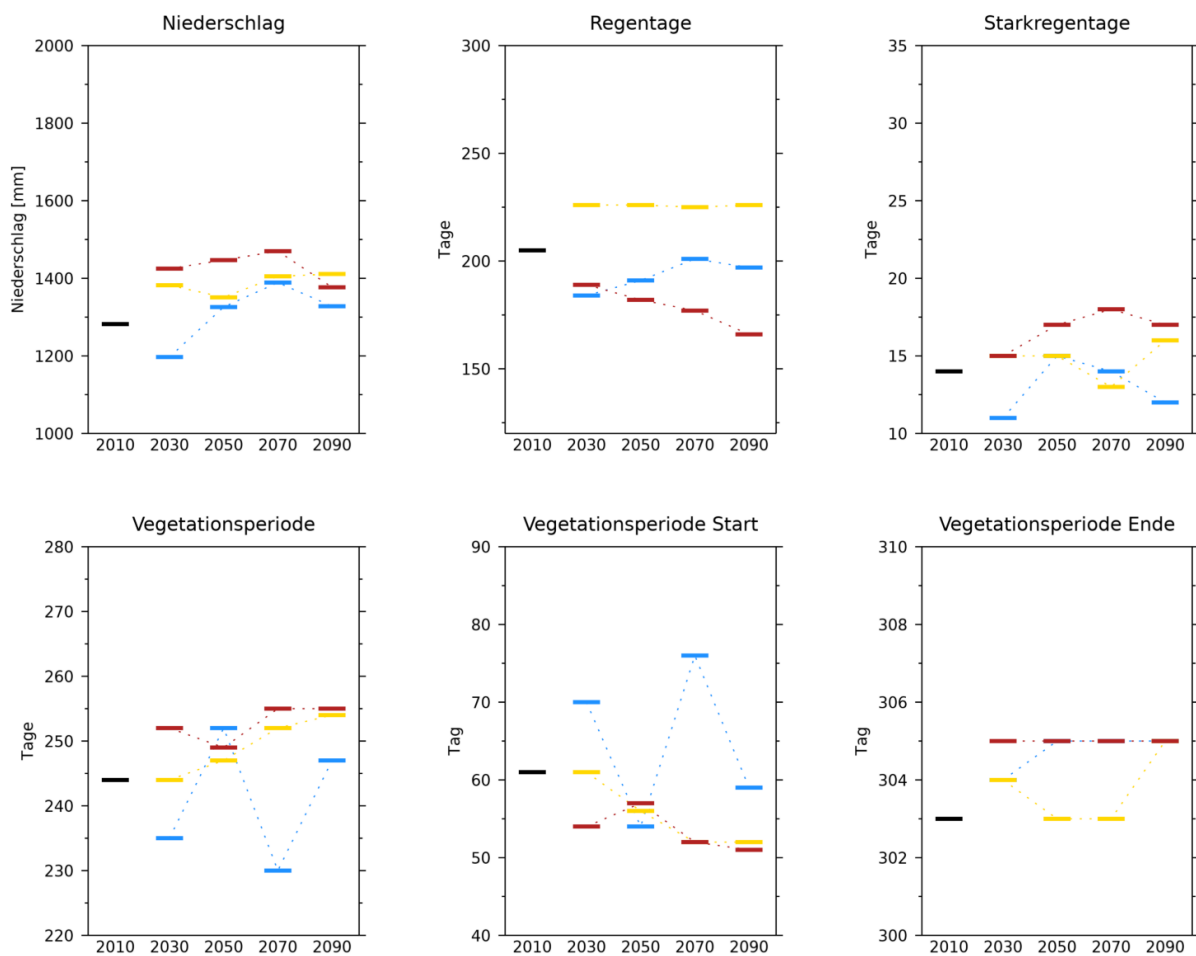 Niederschlag
Niederschlag [mm]
2000
1800
1600
1400
1200
1000
2010 2030 2050 2070 2090
Regentage
Tage
300
250
200
150
2010 2030 2050 2070 2090
Starkregentage
Tage
35
30
25
20
15
10
2010 2030 2050 2070 2090
Vegetationsperiode
Tage
280
270
260
250
240
230
220
2010 2030 2050 2070 2090
Vegetationsperiode Start
Tag
90
80
70
60
50
40
2010 2030 2050 2070 2090
Vegetationsperiode Ende
Tag
310
308
306
304
302
300
2010 2030 2050 2070 2090